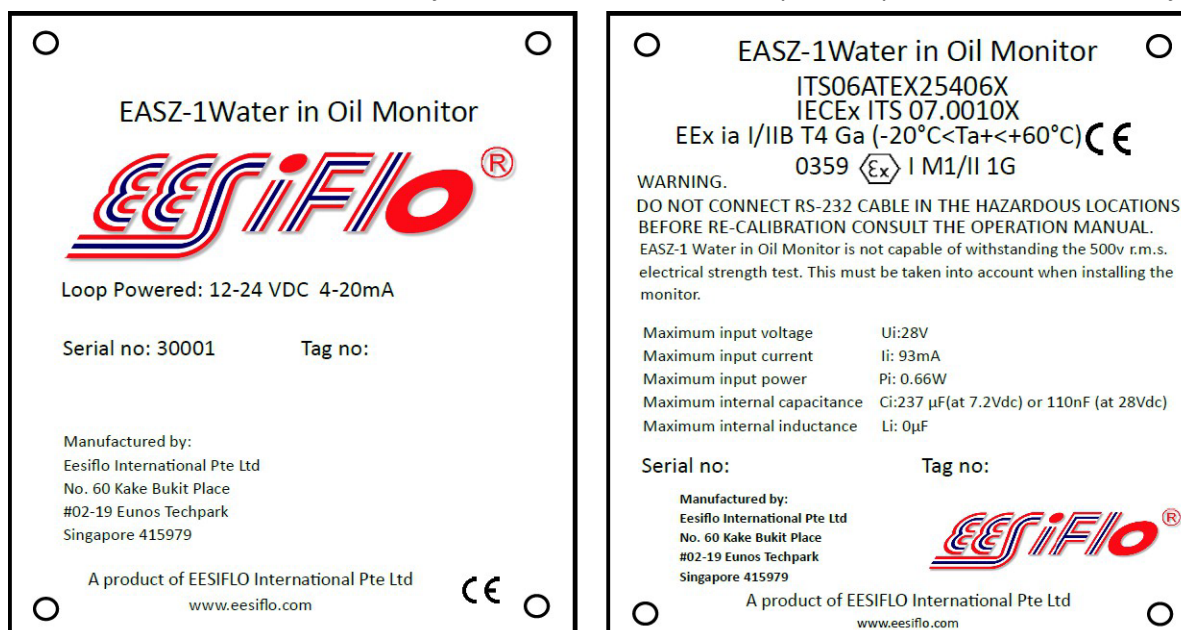 EASZ-1Water in Oil Monitor
EESiFlo®
Loop Powered: 12-24 VDC 4-20mA
Serial no: 30001 Tag no:
Manufactured by:
Eesiflo International Pte Ltd
No. 60 Kake Bukit Place
#02-19 Eunos Techpark
Singapore 415979
A product of EESIFLO International Pte Ltd
www.eesiflo.com
CE
EASZ-1Water in Oil Monitor
ITS06ATEX25406X
IECEx ITS 07.0010X
EEx ia I/IIB T4 Ga (-20°C<Ta+<+60°C) CE
0359 Ex I M1/II 1G
WARNING.
DO NOT CONNECT RS-232 CABLE IN THE HAZARDOUS LOCATIONS
BEFORE RE-CALIBRATION CONSULT THE OPERATION MANUAL.
EASZ-1 Water in Oil Monitor is not capable of withstanding the 500v r.m.s.
electrical strength test. This must be taken into account when installing the
monitor.
Maximum input voltage Ui:28V
Maximum input current Ii: 93mA
Maximum input power Pi: 0.66W
Maximum internal capacitance Ci:237 µF(at 7.2Vdc) or 110nF (at 28Vdc)
Maximum internal inductance Li: 0µF
Serial no: Tag no:
Manufactured by:
Eesiflo International Pte Ltd
No. 60 Kake Bukit Place
#02-19 Eunos Techpark
Singapore 415979
EESiFlo®
A product of EESIFLO International Pte Ltd
www.eesiflo.com